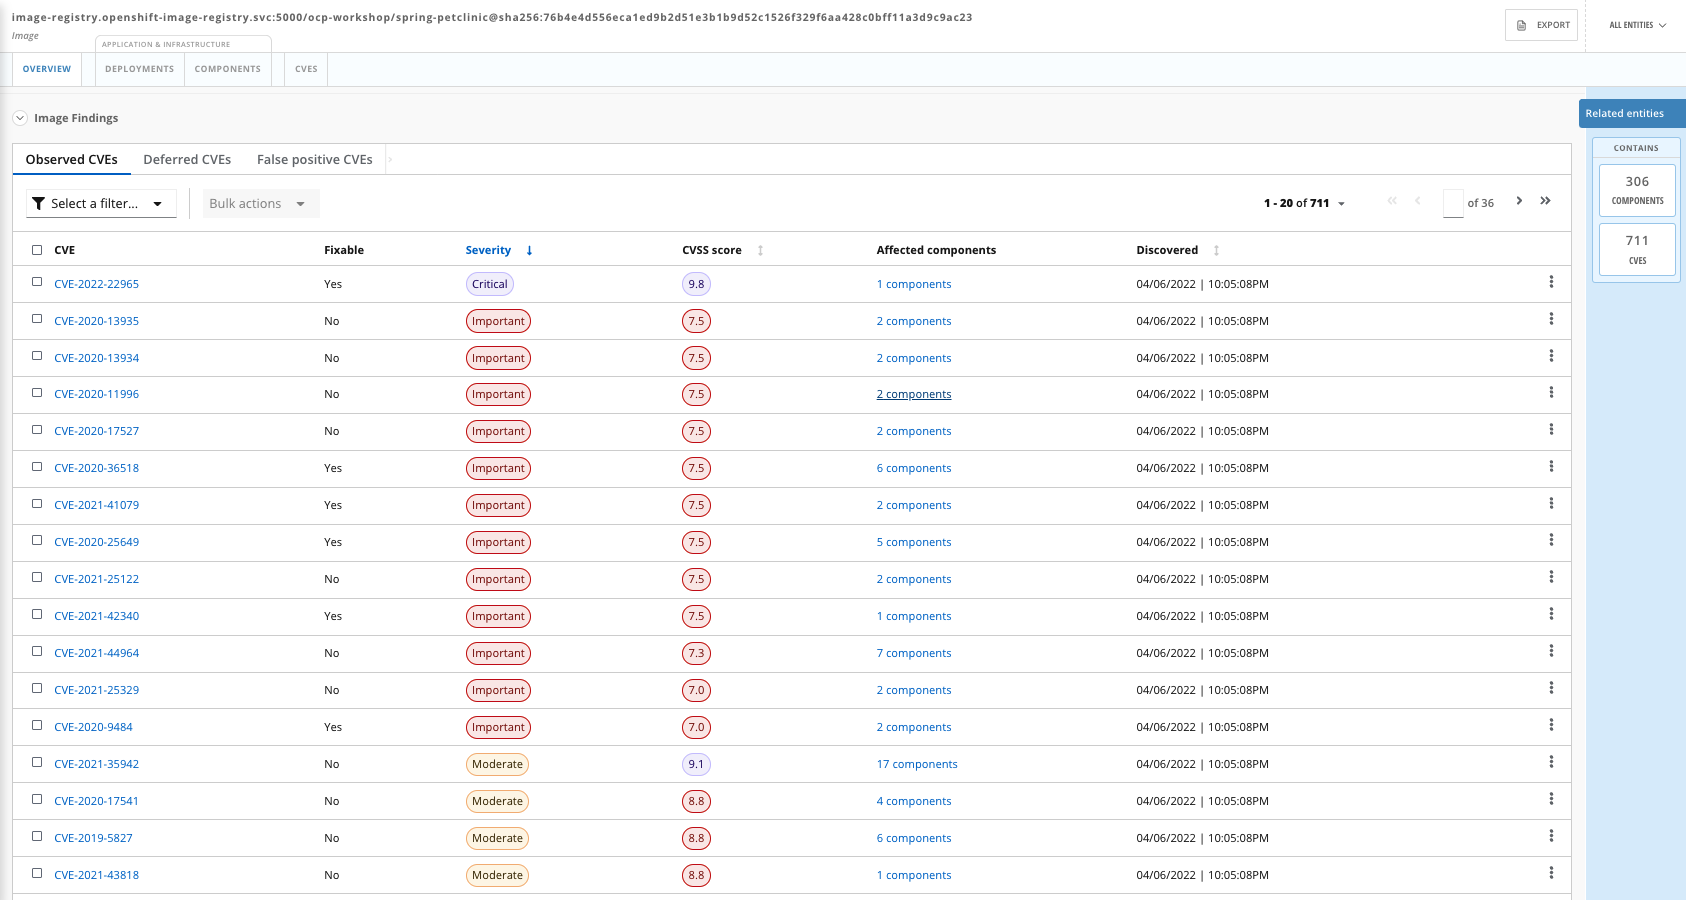 image-registry.openshift-image-registry.svc:5000/ocp-workshop/spring-petclinic@sha256:76b4e4d556eca1ed9b2d51e3b1b9d52c1526f329f6aa428c0bff11a3d9c9ac23
Image
EXPORT
ALL ENTITIES
APPLICATION & INFRASTRUCTURE
OVERVIEW DEPLOYMENTS COMPONENTS CVES
Image Findings
Related entities
CONTAINS
306
COMPONENTS
711
CVES
Observed CVEs Deferred CVEs False positive CVEs
Select a filter... Bulk actions 1 - 20 of 711 of 36
CVE Fixable Severity CVSS score Affected components Discovered
CVE-2022-22965 Yes Critical 9.8 1 components 04/06/2022 | 10:05:08PM
CVE-2020-13935 No Important 7.5 2 components 04/06/2022 | 10:05:08PM
CVE-2020-13934 No Important 7.5 2 components 04/06/2022 | 10:05:08PM
CVE-2020-11996 No Important 7.5 2 components 04/06/2022 | 10:05:08PM
CVE-2020-17527 No Important 7.5 2 components 04/06/2022 | 10:05:08PM
CVE-2020-36518 Yes Important 7.5 6 components 04/06/2022 | 10:05:08PM
CVE-2021-41079 Yes Important 7.5 2 components 04/06/2022 | 10:05:08PM
CVE-2020-25649 Yes Important 7.5 5 components 04/06/2022 | 10:05:08PM
CVE-2021-25122 No Important 7.5 2 components 04/06/2022 | 10:05:08PM
CVE-2021-42340 Yes Important 7.5 1 components 04/06/2022 | 10:05:08PM
CVE-2021-44964 No Important 7.3 7 components 04/06/2022 | 10:05:08PM
CVE-2021-25329 No Important 7.0 2 components 04/06/2022 | 10:05:08PM
CVE-2020-9484 Yes Important 7.0 2 components 04/06/2022 | 10:05:08PM
CVE-2021-35942 No Moderate 9.1 17 components 04/06/2022 | 10:05:08PM
CVE-2020-17541 No Moderate 8.8 4 components 04/06/2022 | 10:05:08PM
CVE-2019-5827 No Moderate 8.8 6 components 04/06/2022 | 10:05:08PM
CVE-2021-43818 No Moderate 8.8 1 components 04/06/2022 | 10:05:08PM